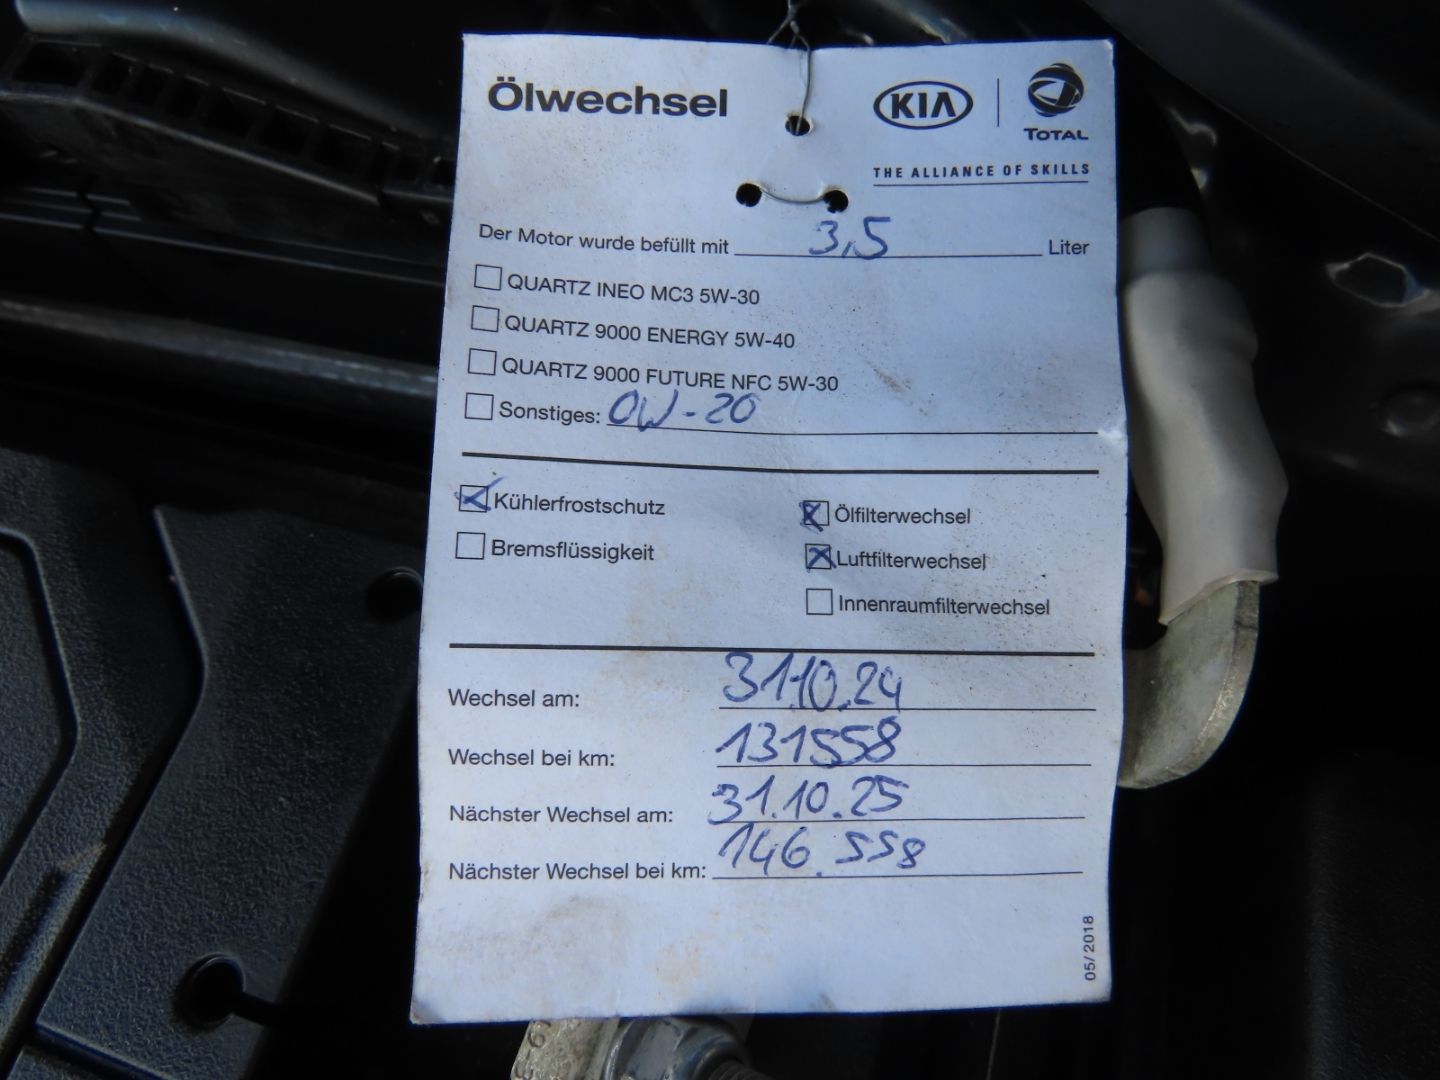 Ölwechsel
KIA
TOTAL
THE ALLIANCE OF SKILLS
Der Motor wurde befüllt mit 3,5 Liter
QUARTZ INEO MC3 5W-30
QUARTZ 9000 ENERGY 5W-40
QUARTZ 9000 FUTURE NFC 5W-30
Sonstiges: 0W-20
Kühlerfrostschutz
Ölfilterwechsel
Bremsflüssigkeit
Luftfilterwechsel
Innenraumfilterwechsel
Wechsel am: 31.10.24
Wechsel bei km: 131558
Nächster Wechsel am: 31.10.25
Nächster Wechsel bei km: 146.558
05/2018